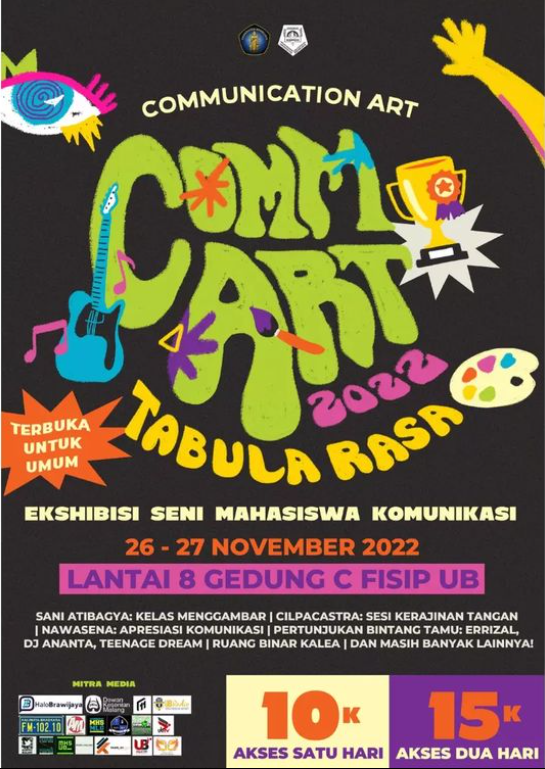 COMMUNICATION ART
COMM
ART
2022
TABULA RASA
TERBUKA
UNTUK
UMUM
EKSHIBISI SENI MAHASISWA KOMUNIKASI
26 - 27 NOVEMBER 2022
LANTAI 8 GEDUNG C FISIP UB
SANI ATIBAGYA: KELAS MENGGAMBAR | CILPACASTRA: SESI KERAJINAN TANGAN
| NAWASENA: APRESIASI KOMUNIKASI | PERTUNJUKAN BINTANG TAMU: ERRIZAL,
DJ ANANTA, TEENAGE DREAM | RUANG BINAR KALEA | DAN MASIH BANYAK LAINNYA!
MITRA MEDIA
HaloBrawijaya
Dewan
Kesenian
Malang
FM-102.10
10K
AKSES SATU HARI
15K
AKSES DUA HARI